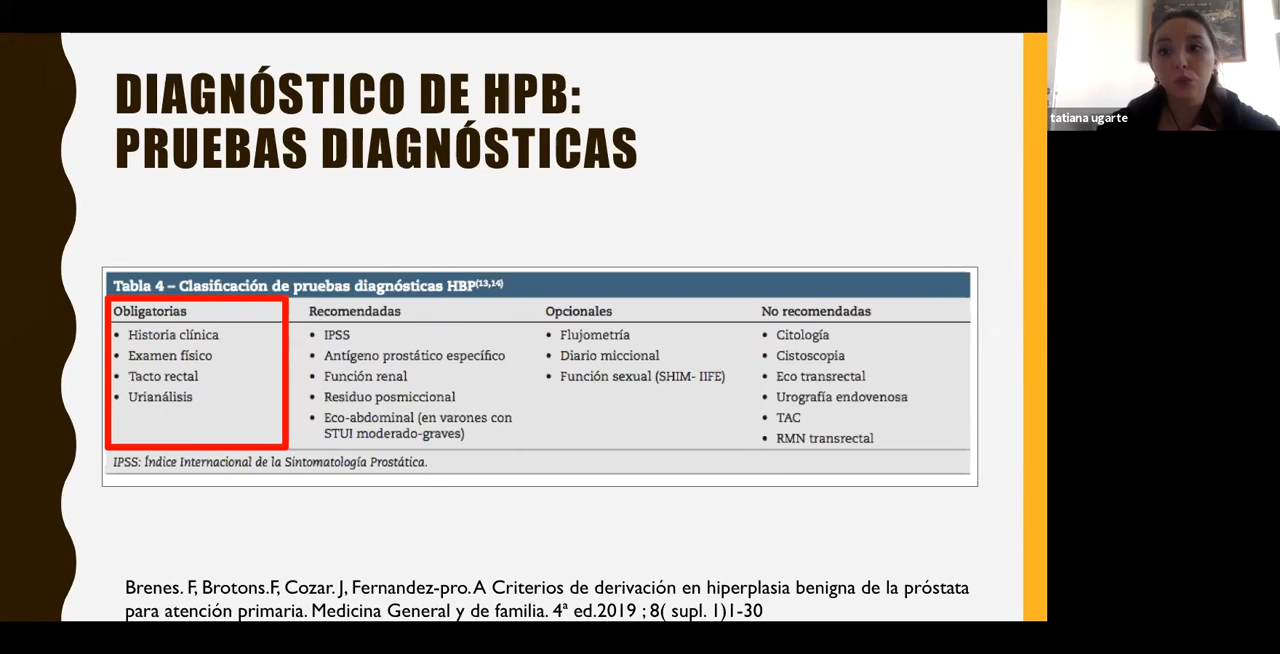 DIAGNÓSTICO DE HPB:
PRUEBAS DIAGNÓSTICAS
tatiana ugarte
Tabla 4 – Clasificación de pruebas diagnósticas HBP(13,14)
Obligatorias
• Historia clínica
• Examen físico
• Tacto rectal
• Urianálisis
Recomendadas
• IPSS
• Antígeno prostático específico
• Función renal
• Residuo posmiccional
• Eco-abdominal (en varones con
STUI moderado-graves)
Opcionales
• Flujometría
• Diario miccional
• Función sexual (SHIM- IIFE)
No recomendadas
• Citología
• Cistoscopia
• Eco transrectal
• Urografía endovenosa
• TAC
• RMN transrectal
IPSS: Índice Internacional de la Sintomatología Prostática.
Brenes. F, Brotons.F, Cozar. J, Fernandez-pro. A Criterios de derivación en hiperplasia benigna de la próstata
para atención primaria. Medicina General y de familia. 4ª ed.2019 ; 8( supl. 1)1-30